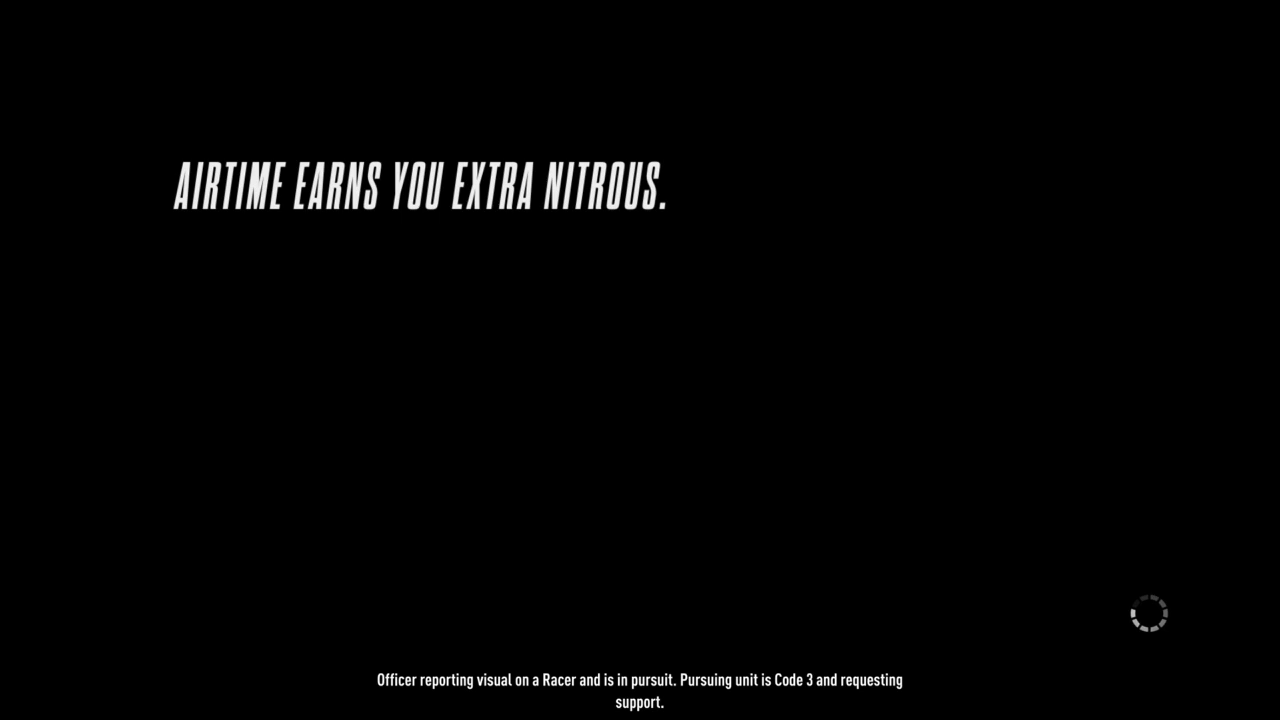 AIRTIME EARNS YOU EXTRA NITROUS.
Officer reporting visual on a Racer and is in pursuit. Pursuing unit is Code 3 and requesting
support.